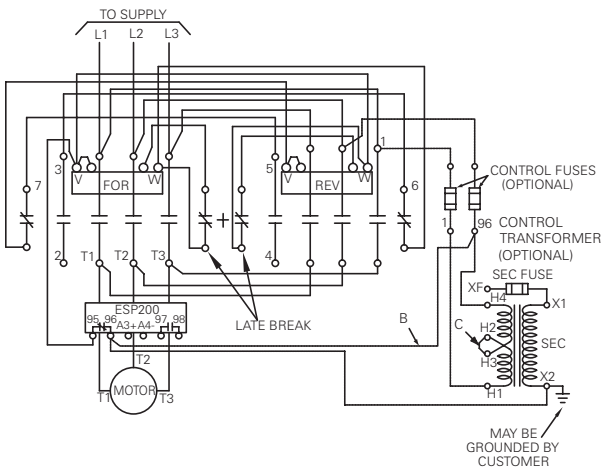 TO SUPPLY
L1 L2 L3
1
3 V W 5 V W
FOR REV
7 6
CONTROL FUSES
(OPTIONAL)
1 96
CONTROL
TRANSFORMER
(OPTIONAL)
2 T1 T2 T3 4
SEC FUSE
XF
H4 X1
ESP200
95 96 A3+ A4- 97 98
LATE BREAK
B
C H2
SEC
H3
T2
X2
MOTOR
T1 T3
H1
MAY BE
GROUNDED BY
CUSTOMER